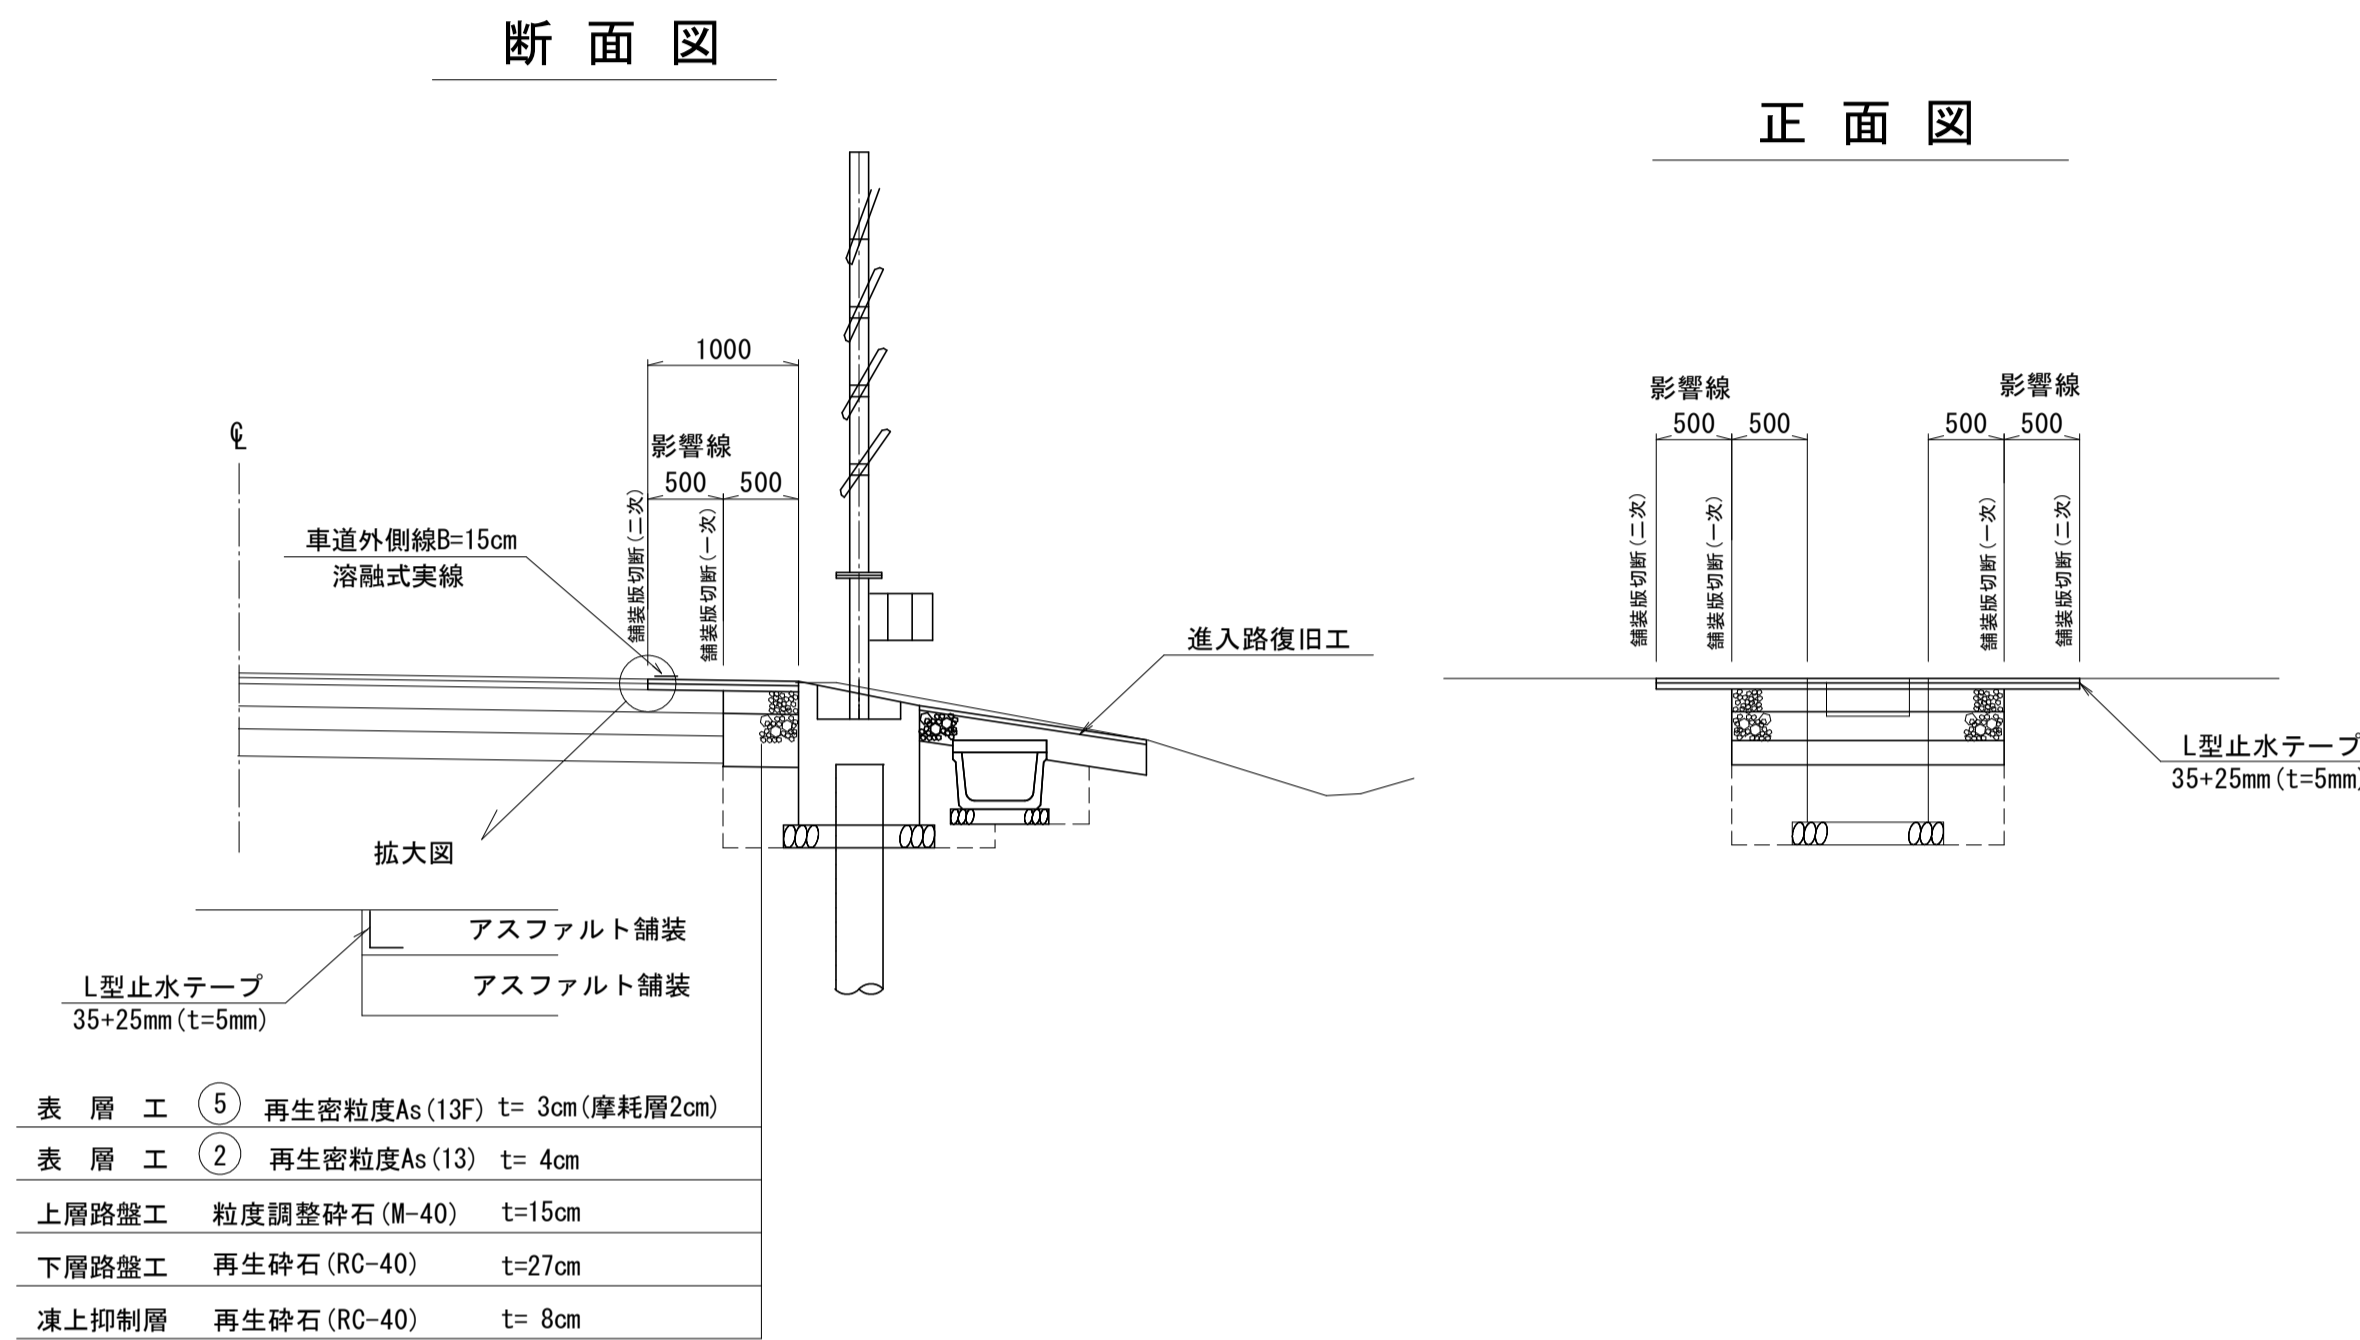 断 面 図
正 面 図
1000
影響線
500 500
舗装版切断(二次)
舗装版切断(一次)
CL
車道外側線B=15cm
溶融式実線
進入路復旧工
拡大図
アスファルト舗装
アスファルト舗装
L型止水テープ
35+25mm(t=5mm)
影響線
影響線
500 500
500 500
舗装版切断(二次)
舗装版切断(一次)
舗装版切断(一次)
舗装版切断(二次)
L型止水テープ
35+25mm(t=5mm)
表 層 工 ⑤ 再生密粒度As(13F) t= 3cm(摩耗層2cm)
表 層 工 ② 再生密粒度As(13) t= 4cm
上層路盤工 粒度調整砕石(M-40) t=15cm
下層路盤工 再生砕石(RC-40) t=27cm
凍上抑制層 再生砕石(RC-40) t= 8cm